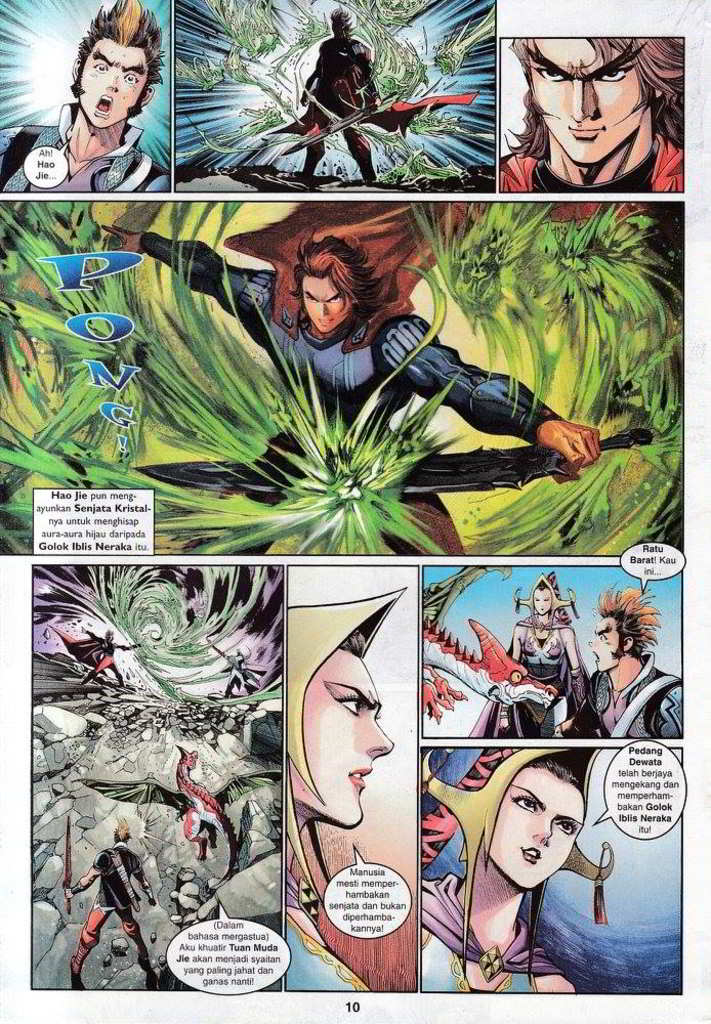 Ah!
Hao
Jie...
PONG!
Hao Jie pun meng-
ayunkan Senjata Kristal-
nya untuk menghisap
aura-aura hijau daripada
Golok Iblis Neraka itu.
(Dalam
bahasa mergastua)
Aku khuatir Tuan Muda
Jie akan menjadi syaitan
yang paling jahat dan
ganas nanti!
Manusia
mesti memper-
hambakan
senjata dan bukan
diperhamba-
kannya!
Ratu
Barat! Kau
ini...
Pedang
Dewata
telah berjaya
mengekang dan
memperham-
bakan Golok
Iblis Neraka
itu!
10